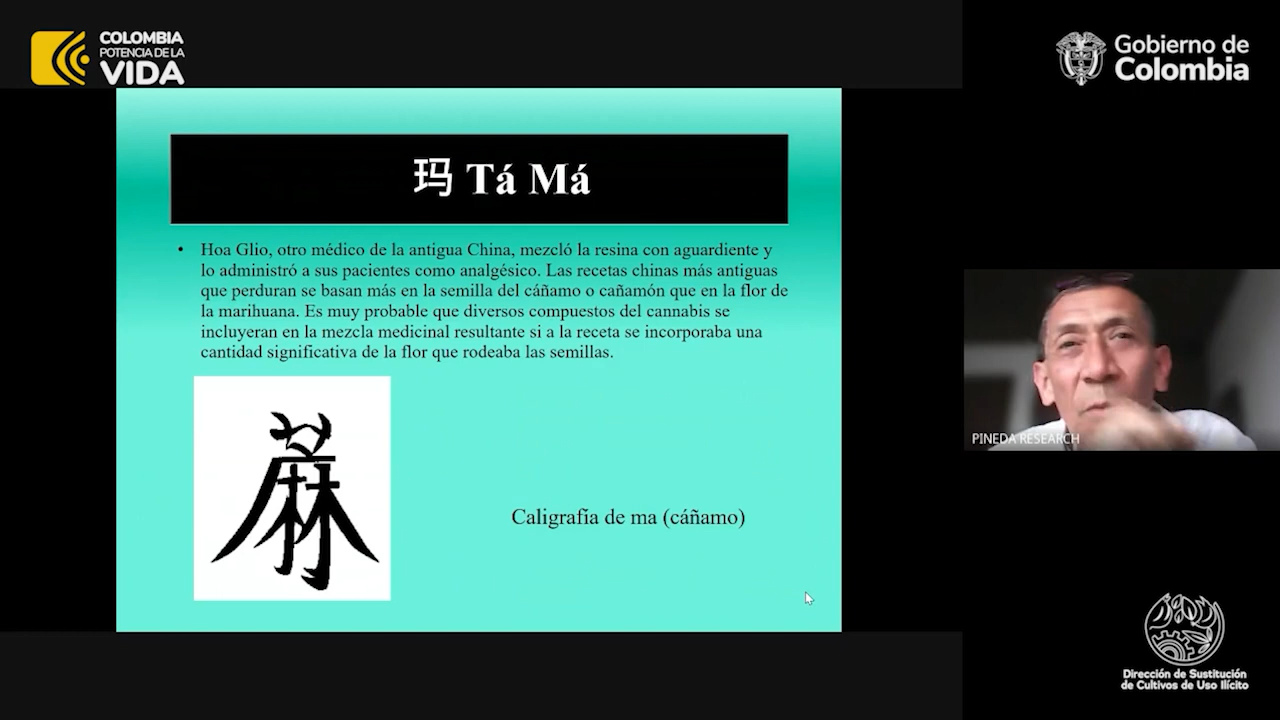 COLOMBIA
POTENCIA DE LA
VIDA
Gobierno de
Colombia
玛 Tá Má
• Hoa Glio, otro médico de la antigua China, mezcló la resina con aguardiente y
lo administró a sus pacientes como analgésico. Las recetas chinas más antiguas
que perduran se basan más en la semilla del cáñamo o cañamón que en la flor de
la marihuana. Es muy probable que diversos compuestos del cannabis se
incluyeran en la mezcla medicinal resultante si a la receta se incorporaba una
cantidad significativa de la flor que rodeaba las semillas.
PINEDA RESEARCH
蔴
Caligrafía de ma (cáñamo)
Dirección de Sustitución
de Cultivos de Uso Ilícito